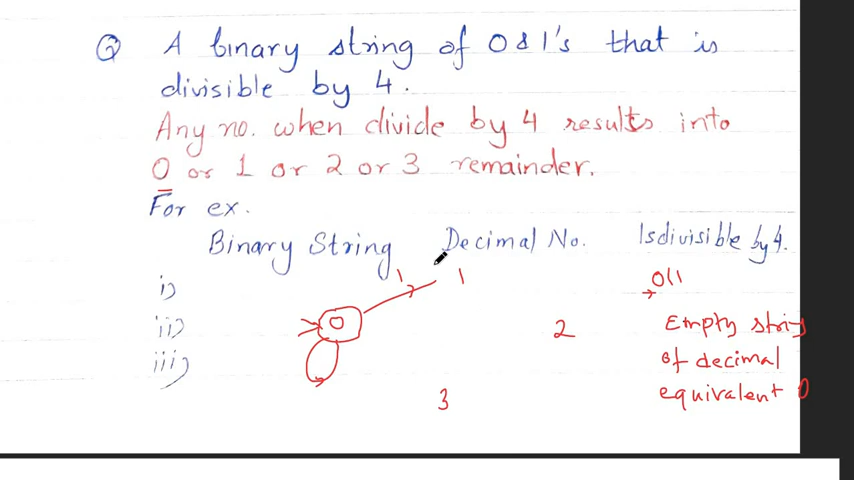 Q A binary string of 0 & 1's that is
divisible by 4.
Any no. when divide by 4 results into
0 or 1 or 2 or 3 remainder.
For ex.
Binary String Decimal No. Isdivisible by 4.
i) 1 1 011
ii) 0 2 Empty string
iii) of decimal
3 equivalent 0